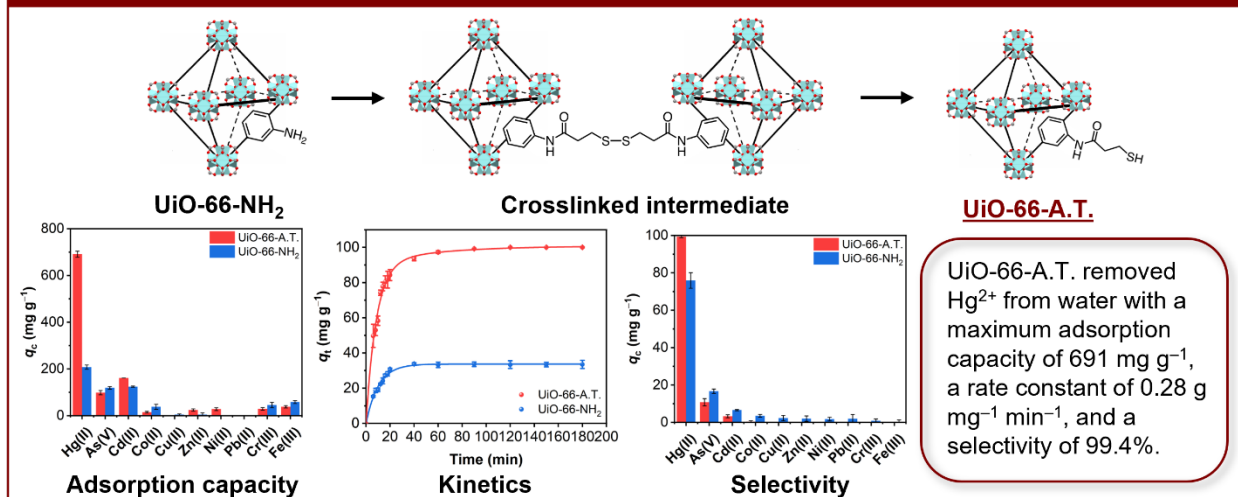 NH₂
O
N
H
S–S
O
N
H
O
N
H
SH
UiO-66-NH₂
Crosslinked intermediate
UiO-66-A.T.
800
600
400
200
0
qc (mg g⁻¹)
UiO-66-A.T.
UiO-66-NH₂
Hg(II)
As(V)
Cd(II)
Co(II)
Cu(II)
Zn(II)
Ni(II)
Pb(II)
Cr(III)
Fe(III)
Adsorption capacity
100
80
60
40
20
0
qt (mg g⁻¹)
UiO-66-A.T.
UiO-66-NH₂
0 20 40 60 80 100 120 140 160 180 200
Time (min)
Kinetics
100
80
60
40
20
0
qc (mg g⁻¹)
UiO-66-A.T.
UiO-66-NH₂
Hg(II)
As(V)
Cd(II)
Co(II)
Cu(II)
Zn(II)
Ni(II)
Pb(II)
Cr(III)
Fe(III)
Selectivity
UiO-66-A.T. removed
Hg²⁺ from water with a
maximum adsorption
capacity of 691 mg g⁻¹,
a rate constant of 0.28 g
mg⁻¹ min⁻¹, and a
selectivity of 99.4%.